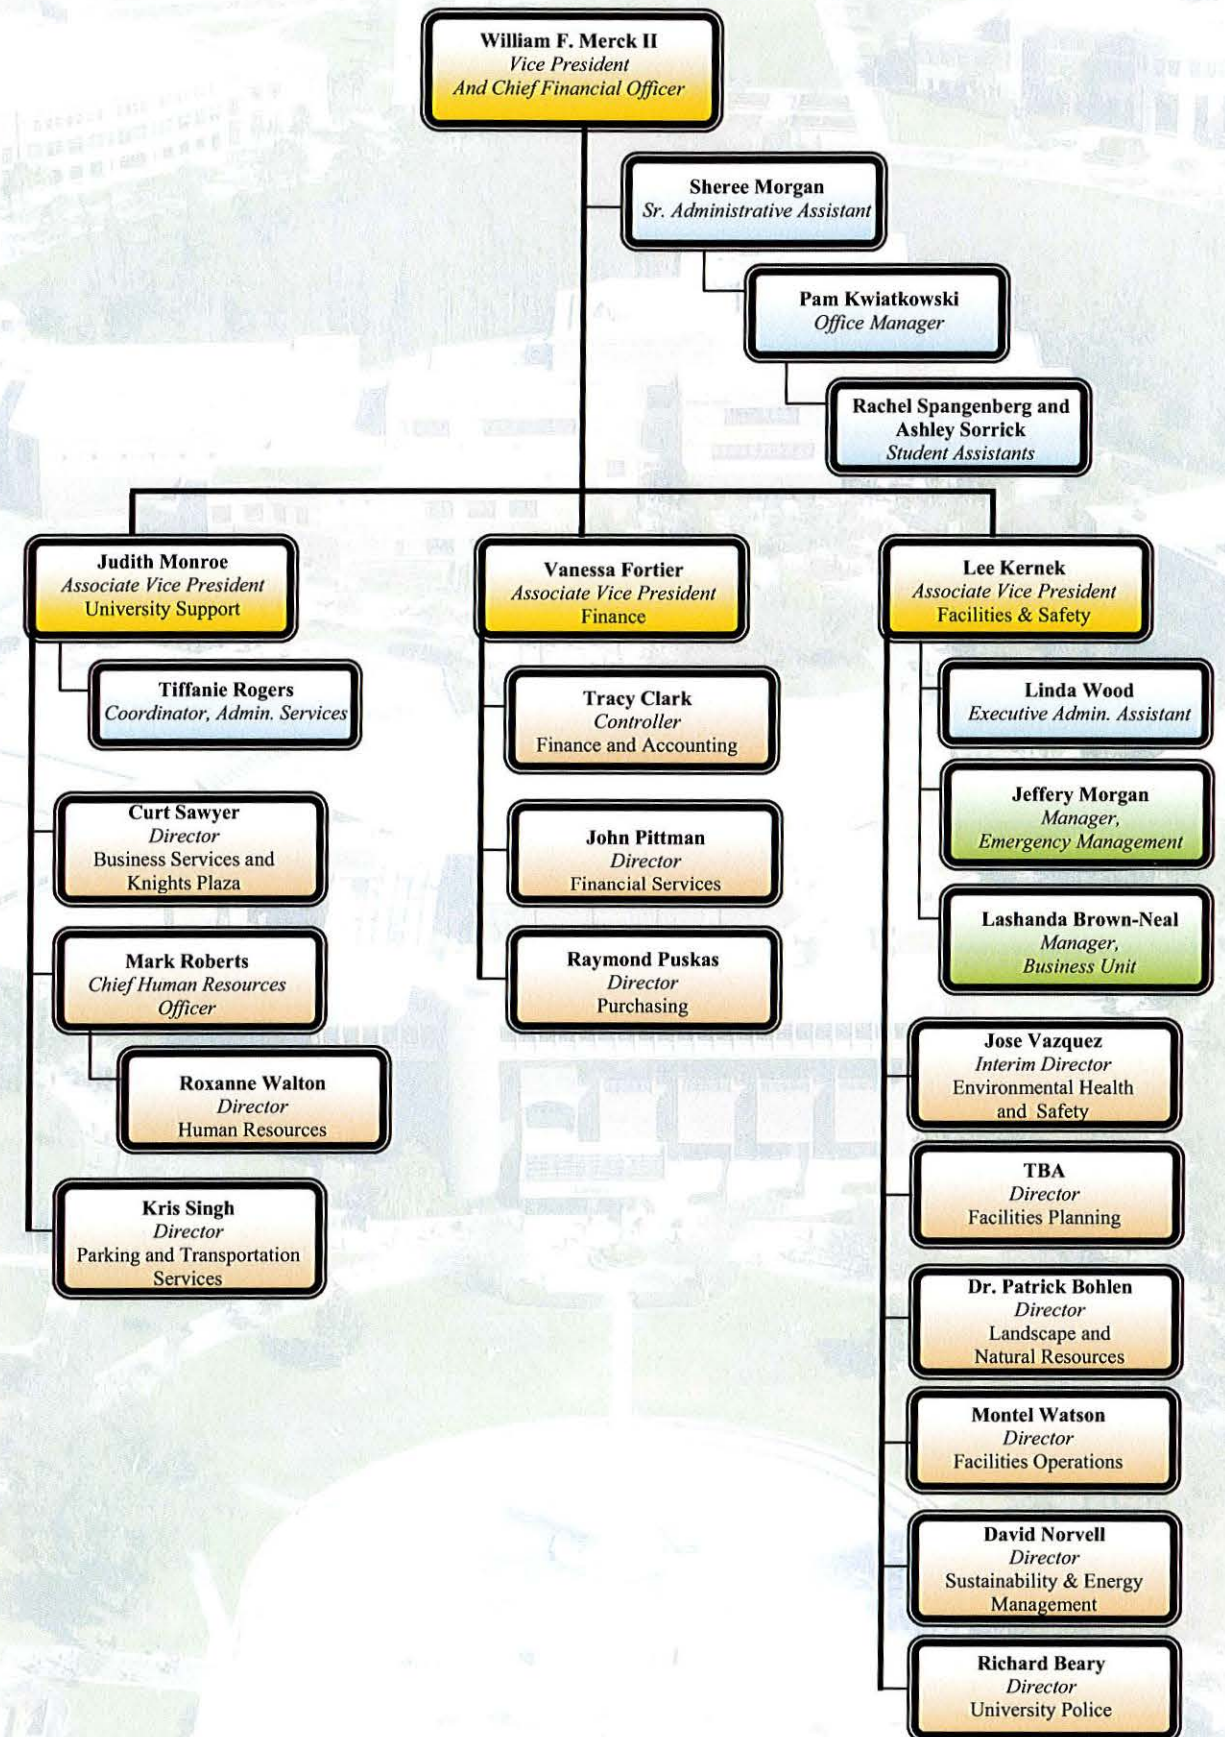 William F. Merck II
Vice President
And Chief Financial Officer
Sheree Morgan
Sr. Administrative Assistant
Pam Kwiatkowski
Office Manager
Rachel Spangenberg and
Ashley Sorrick
Student Assistants
Judith Monroe
Associate Vice President
University Support
Tiffanie Rogers
Coordinator, Admin. Services
Curt Sawyer
Director
Business Services and
Knights Plaza
Mark Roberts
Chief Human Resources
Officer
Roxanne Walton
Director
Human Resources
Kris Singh
Director
Parking and Transportation
Services
Vanessa Fortier
Associate Vice President
Finance
Tracy Clark
Controller
Finance and Accounting
John Pittman
Director
Financial Services
Raymond Puskas
Director
Purchasing
Lee Kernek
Associate Vice President
Facilities & Safety
Linda Wood
Executive Admin. Assistant
Jeffery Morgan
Manager,
Emergency Management
Lashanda Brown-Neal
Manager,
Business Unit
Jose Vazquez
Interim Director
Environmental Health
and Safety
TBA
Director
Facilities Planning
Dr. Patrick Bohlen
Director
Landscape and
Natural Resources
Montel Watson
Director
Facilities Operations
David Norvell
Director
Sustainability & Energy
Management
Richard Beary
Director
University Police